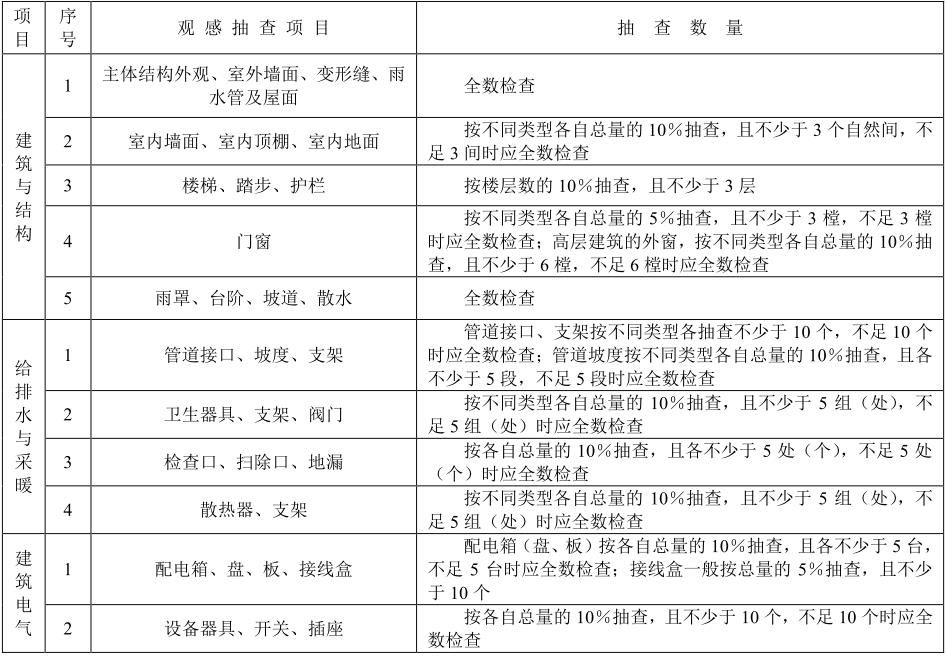 项目 序号 观感抽查项目 抽查数量
建筑与结构
1 主体结构外观、室外墙面、变形缝、雨
水管及屋面
全数检查
2 室内墙面、室内顶棚、室内地面
按不同类型各自总量的 10%抽查，且不少于 3 个自然间，不
足 3 间时应全数检查
3 楼梯、踏步、护栏 按楼层数的 10%抽查，且不少于 3 层
4 门窗
按不同类型各自总量的 5%抽查，且不少于 3 樘，不足 3 樘
时应全数检查；高层建筑的外窗，按不同类型各自总量的 10%抽
查，且不少于 6 樘，不足 6 樘时应全数检查
5 雨罩、台阶、坡道、散水 全数检查
给排水与采暖
1 管道接口、坡度、支架
管道接口、支架按不同类型各抽查不少于 10 个，不足 10 个
时应全数检查；管道坡度按不同类型各自总量的 10%抽查，且各
不少于 5 段，不足 5 段时应全数检查
2 卫生器具、支架、阀门
按不同类型各自总量的 10%抽查，且不少于 5 组（处），不
足 5 组（处）时应全数检查
3 检查口、扫除口、地漏
按各自总量的 10%抽查，且各不少于 5 处（个），不足 5 处
（个）时应全数检查
4 散热器、支架
按不同类型各自总量的 10%抽查，且不少于 5 组（处），不
足 5 组（处）时应全数检查
建筑电气
1 配电箱、盘、板、接线盒
配电箱（盘、板）按各自总量的 10%抽查，且各不少于 5 台，
不足 5 台时应全数检查；接线盒一般按总量的 5%抽查，且不少
于 10 个
2 设备器具、开关、插座
按各自总量的 10%抽查，且不少于 10 个，不足 10 个时应全
数检查